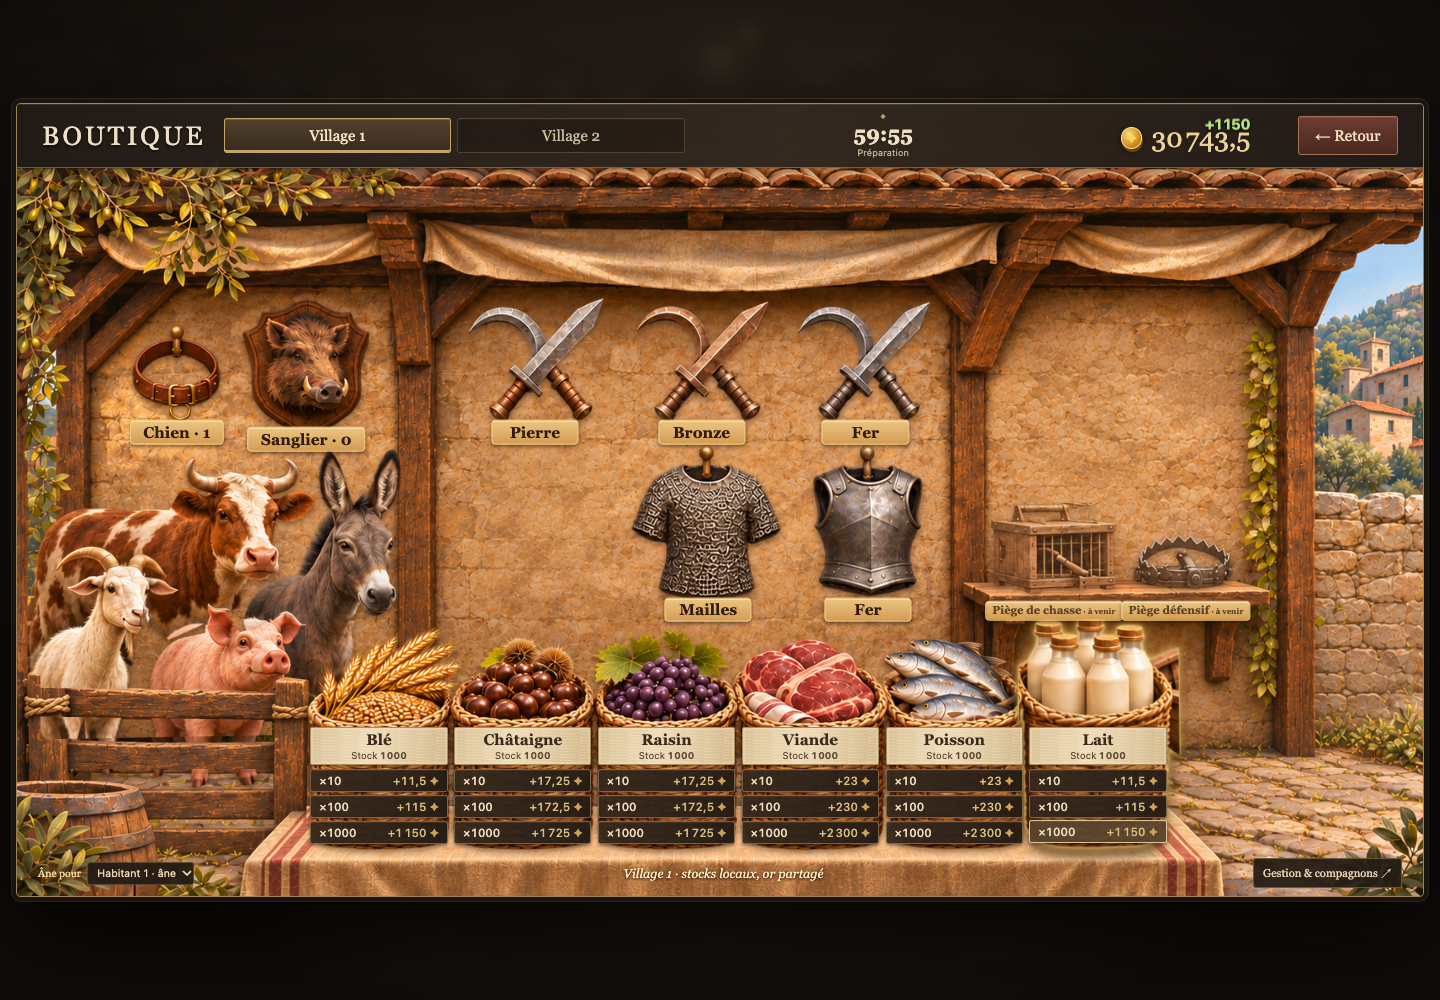 BOUTIQUE
Village 1
Village 2
59:55
Préparation
+1150
30 743,5
← Retour
Chien · 1
Sanglier · 0
Pierre
Bronze
Fer
Mailles
Fer
Piège de chasse · à venir
Piège défensif · à venir
Blé
Stock 1000
×10 +11,5 ✦
×100 +115 ✦
×1000 +1 150 ✦
Châtaigne
Stock 1000
×10 +17,25 ✦
×100 +172,5 ✦
×1000 +1 725 ✦
Raisin
Stock 1000
×10 +17,25 ✦
×100 +172,5 ✦
×1000 +1 725 ✦
Viande
Stock 1000
×10 +23 ✦
×100 +230 ✦
×1000 +2 300 ✦
Poisson
Stock 1000
×10 +23 ✦
×100 +230 ✦
×1000 +2 300 ✦
Lait
Stock 1000
×10 +11,5 ✦
×100 +115 ✦
×1000 +1 150 ✦
Âne pour
Habitant 1 · âne
Village 1 · stocks locaux, or partagé
Gestion & compagnons ↗